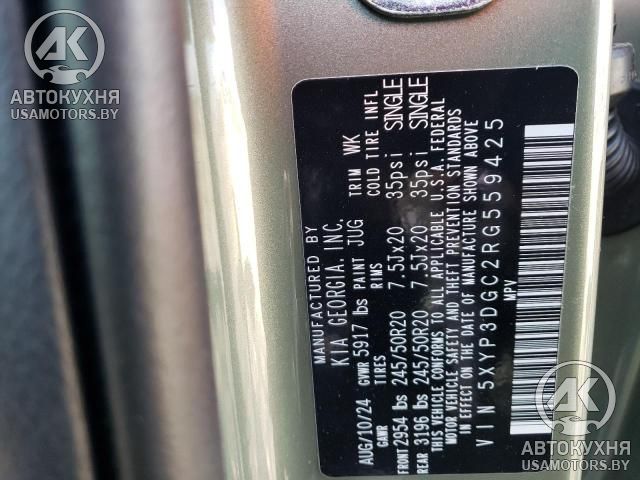 AK
АВТОКУХНЯ
USAMOTORS.BY
MANUFACTURED BY
KIA GEORGIA, INC.
AUG/10/24 GVWR 5917 lbs PAINT JUG TRIM WK
GAWR TIRES RIMS COLD TIRE INFL
FRONT 2954 lbs 245/50R20 7.5Jx20 35psi SINGLE
REAR 3196 lbs 245/50R20 7.5Jx20 35psi SINGLE
THIS VEHICLE CONFORMS TO ALL APPLICABLE U.S.A. FEDERAL
MOTOR VEHICLE SAFETY AND THEFT PREVENTION STANDARDS
IN EFFECT ON THE DATE OF MANUFACTURE SHOWN ABOVE
VIN 5XYP3DGC2RG559425
MPV
AK
АВТОКУХНЯ
USAMOTORS.BY